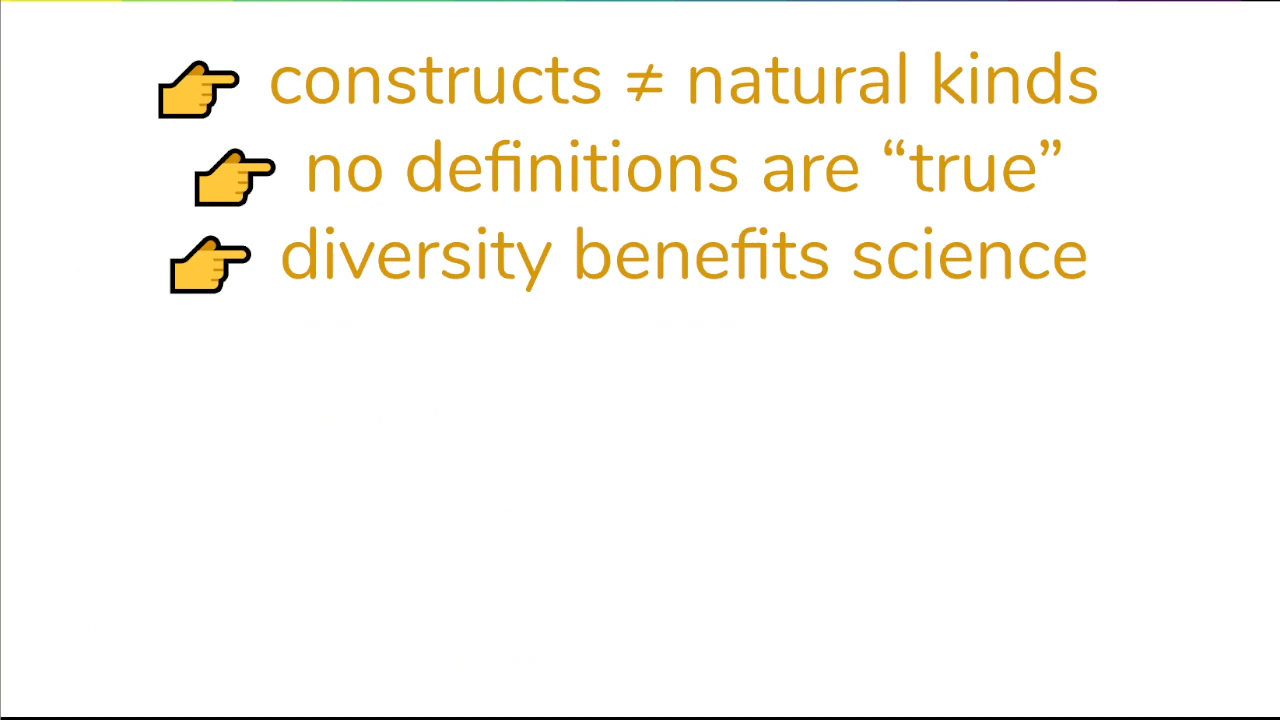 👉 constructs ≠ natural kinds
👉 no definitions are “true”
👉 diversity benefits science